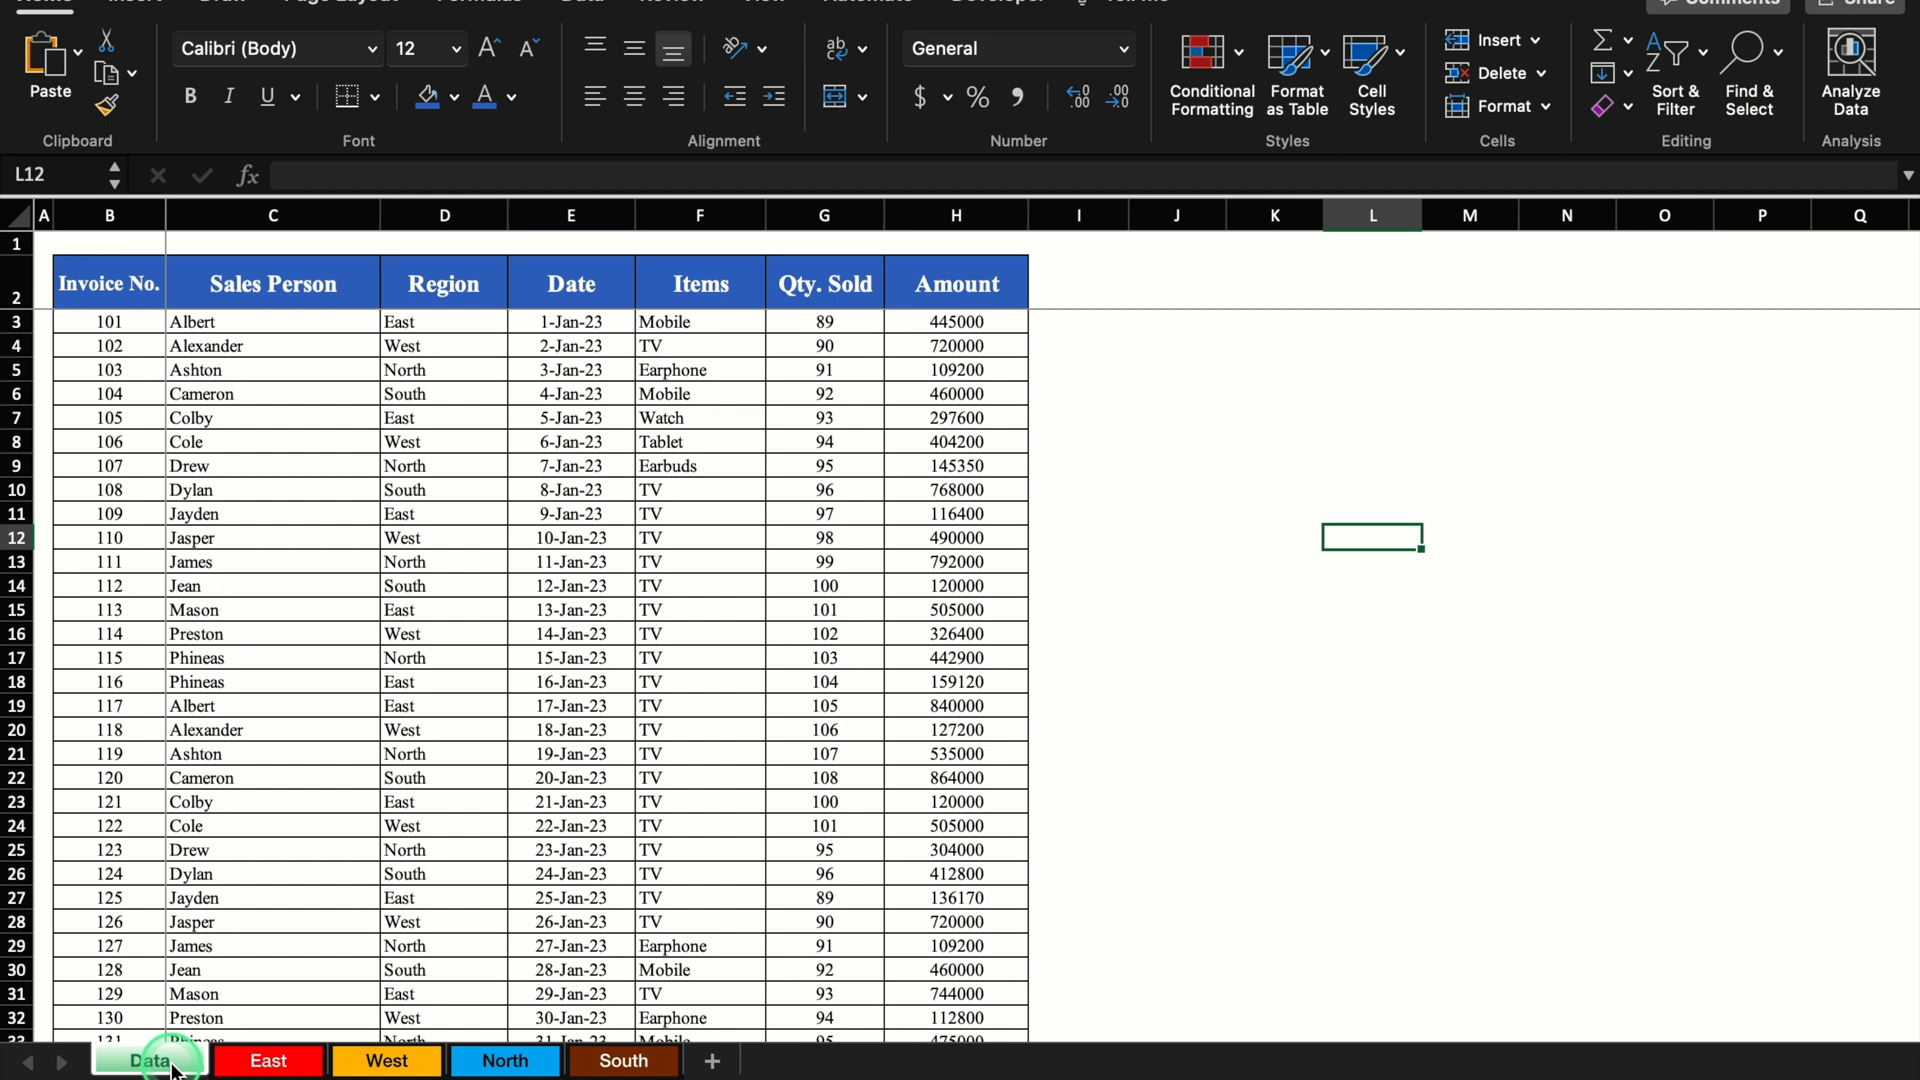 Home Insert Draw Page Layout Formulas Data Review View Automate Developer Tell Me Comments Share
Paste
Calibri (Body) 12
B I U
ab
General
$ % 9
.00 .00
Conditional Formatting
Format as Table
Cell Styles
Insert
Delete
Format
Sort & Filter
Find & Select
Analyze Data
Clipboard Font Alignment Number Styles Cells Editing Analysis
L12 fx
A B C D E F G H I J K L M N O P Q
1
2 Invoice No. Sales Person Region Date Items Qty. Sold Amount
3 101 Albert East 1-Jan-23 Mobile 89 445000
4 102 Alexander West 2-Jan-23 TV 90 720000
5 103 Ashton North 3-Jan-23 Earphone 91 109200
6 104 Cameron South 4-Jan-23 Mobile 92 460000
7 105 Colby East 5-Jan-23 Watch 93 297600
8 106 Cole West 6-Jan-23 Tablet 94 404200
9 107 Drew North 7-Jan-23 Earbuds 95 145350
10 108 Dylan South 8-Jan-23 TV 96 768000
11 109 Jayden East 9-Jan-23 TV 97 116400
12 110 Jasper West 10-Jan-23 TV 98 490000
13 111 James North 11-Jan-23 TV 99 792000
14 112 Jean South 12-Jan-23 TV 100 120000
15 113 Mason East 13-Jan-23 TV 101 505000
16 114 Preston West 14-Jan-23 TV 102 326400
17 115 Phineas North 15-Jan-23 TV 103 442900
18 116 Phineas East 16-Jan-23 TV 104 159120
19 117 Albert East 17-Jan-23 TV 105 840000
20 118 Alexander West 18-Jan-23 TV 106 127200
21 119 Ashton North 19-Jan-23 TV 107 535000
22 120 Cameron South 20-Jan-23 TV 108 864000
23 121 Colby East 21-Jan-23 TV 100 120000
24 122 Cole West 22-Jan-23 TV 101 505000
25 123 Drew North 23-Jan-23 TV 95 304000
26 124 Dylan South 24-Jan-23 TV 96 412800
27 125 Jayden East 25-Jan-23 TV 89 136170
28 126 Jasper West 26-Jan-23 TV 90 720000
29 127 James North 27-Jan-23 Earphone 91 109200
30 128 Jean South 28-Jan-23 Mobile 92 460000
31 129 Mason East 29-Jan-23 TV 93 744000
32 130 Preston West 30-Jan-23 Earphone 94 112800
33 131 Phineas North 31-Jan-23 Mobile 95 475000
Data East West North South +